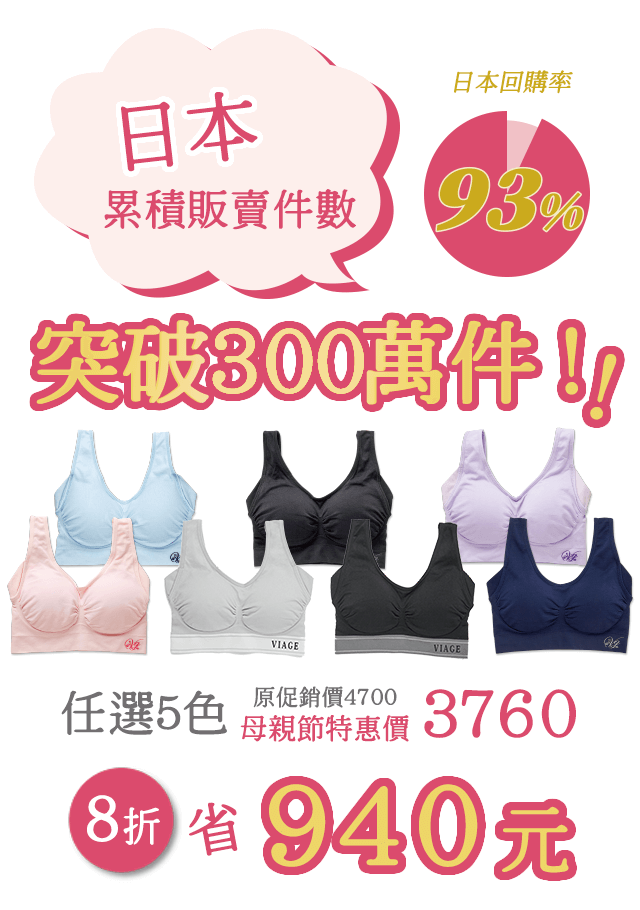 日本
累積販賣件數
日本回購率
93%
突破300萬件!!
VIAGE
VIAGE
任選5色
原促銷價4700
母親節特惠價
3760
8折
省
940元